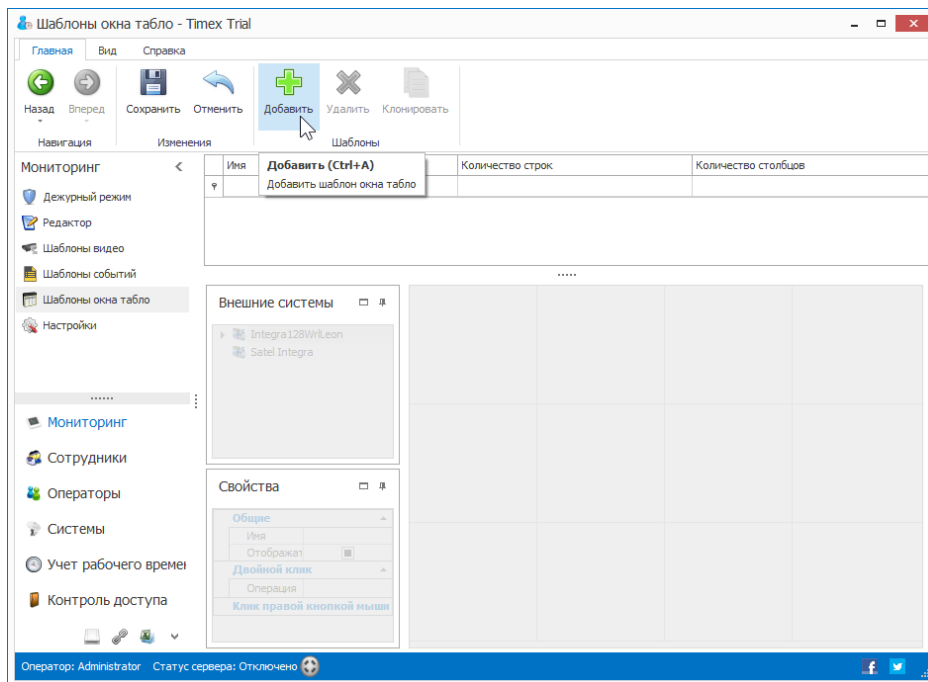 Шаблоны окна табло - Timex Trial
Главная Вид Справка
Назад Вперед Сохранить Отменить Добавить Удалить Клонировать
Навигация Изменения Шаблоны
Мониторинг
Дежурный режим
Редактор
Шаблоны видео
Шаблоны событий
Шаблоны окна табло
Настройки
Имя Количество строк Количество столбцов
Добавить (Ctrl+A)
Добавить шаблон окна табло
Внешние системы
Integra128WrlLeon
Satel Integra
Свойства
Общие
Имя
Отображат
Двойной клик
Операция
Клик правой кнопкой мыши
Мониторинг
Сотрудники
Операторы
Системы
Учет рабочего времен
Контроль доступа
Оператор: Administrator Статус сервера: Отключено